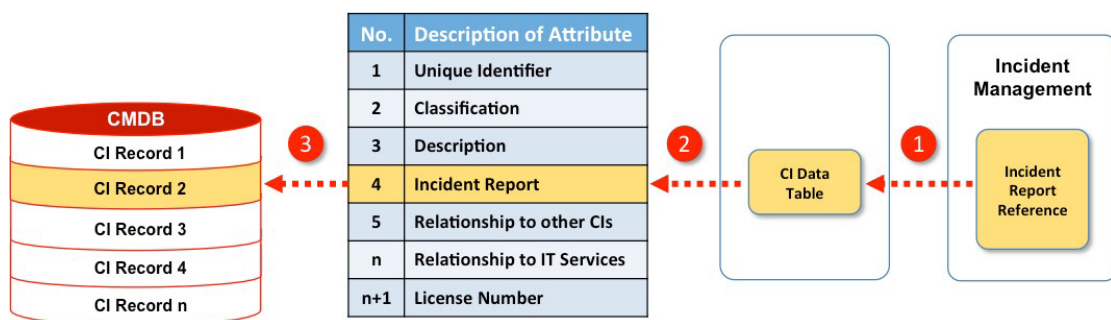 CMDB
CI Record 1
CI Record 2
CI Record 3
CI Record 4
CI Record n
3
No. Description of Attribute
1 Unique Identifier
2 Classification
3 Description
4 Incident Report
5 Relationship to other CIs
n Relationship to IT Services
n+1 License Number
2
CI Data
Table
1
Incident
Management
Incident
Report
Reference